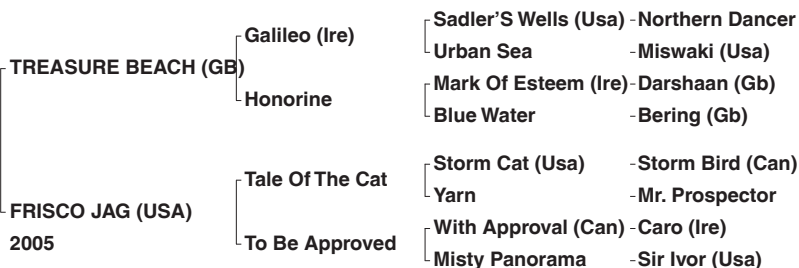 Sadler'S Wells (Usa) - Northern Dancer
Galileo (Ire)
Urban Sea - Miswaki (Usa)
TREASURE BEACH (GB)
Mark Of Esteem (Ire) - Darshaan (Gb)
Honorine
Blue Water - Bering (Gb)
Storm Cat (Usa) - Storm Bird (Can)
Tale Of The Cat
Yarn - Mr. Prospector
FRISCO JAG (USA)
With Approval (Can) - Caro (Ire)
2005
To Be Approved
Misty Panorama - Sir Ivor (Usa)